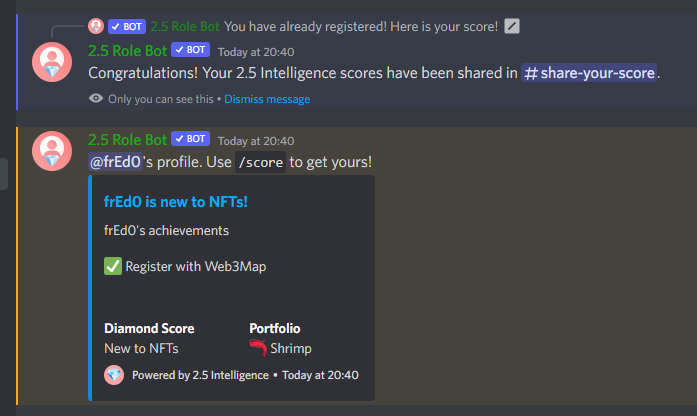 ✓ BOT 2.5 Role Bot You have already registered! Here is your score!
2.5 Role Bot ✓ BOT Today at 20:40
Congratulations! Your 2.5 Intelligence scores have been shared in #share-your-score.
Only you can see this • Dismiss message
2.5 Role Bot ✓ BOT Today at 20:40
@frEd0's profile. Use /score to get yours!
frEd0 is new to NFTs!
frEd0's achievements
✅ Register with Web3Map
Diamond Score Portfolio
New to NFTs 🦐 Shrimp
Powered by 2.5 Intelligence • Today at 20:40